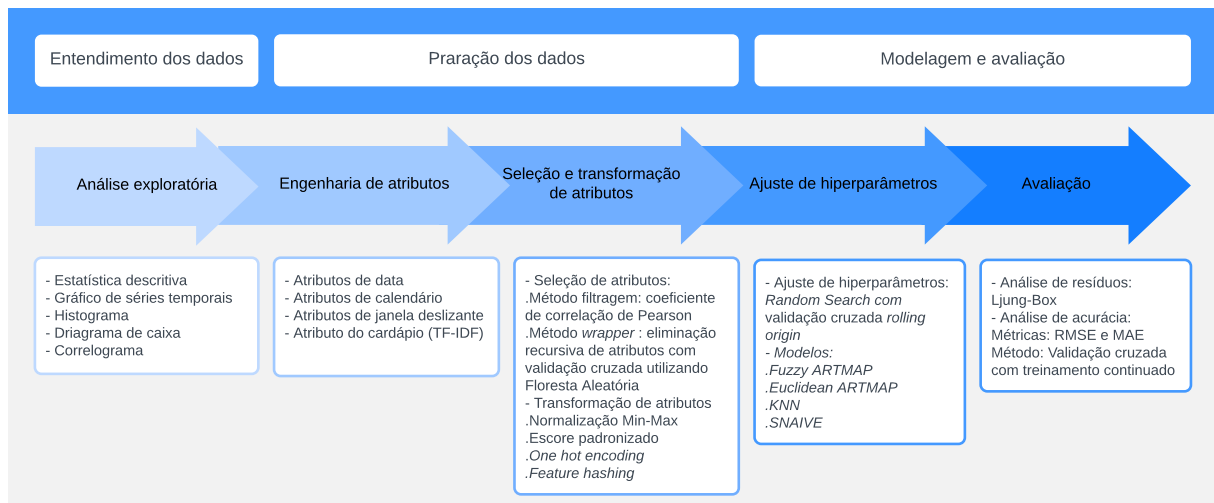 Entendimento dos dados
Praração dos dados
Modelagem e avaliação
Análise exploratória
Engenharia de atributos
Seleção e transformação
de atributos
Ajuste de hiperparâmetros
Avaliação
- Estatística descritiva
- Gráfico de séries temporais
- Histograma
- Driagrama de caixa
- Correlograma
- Atributos de data
- Atributos de calendário
- Atributos de janela deslizante
- Atributo do cardápio (TF-IDF)
- Seleção de atributos:
.Método filtragem: coeficiente
de correlação de Pearson
.Método wrapper : eliminação
recursiva de atributos com
validação cruzada utilizando
Floresta Aleatória
- Transformação de atributos
.Normalização Min-Max
.Escore padronizado
.One hot encoding
.Feature hashing
- Ajuste de hiperparâmetros:
Random Search com
validação cruzada rolling
origin
- Modelos:
.Fuzzy ARTMAP
.Euclidean ARTMAP
.KNN
.SNAIVE
- Análise de resíduos:
Ljung-Box
- Análise de acurácia:
Métricas: RMSE e MAE
Método: Validação cruzada
com treinamento continuado